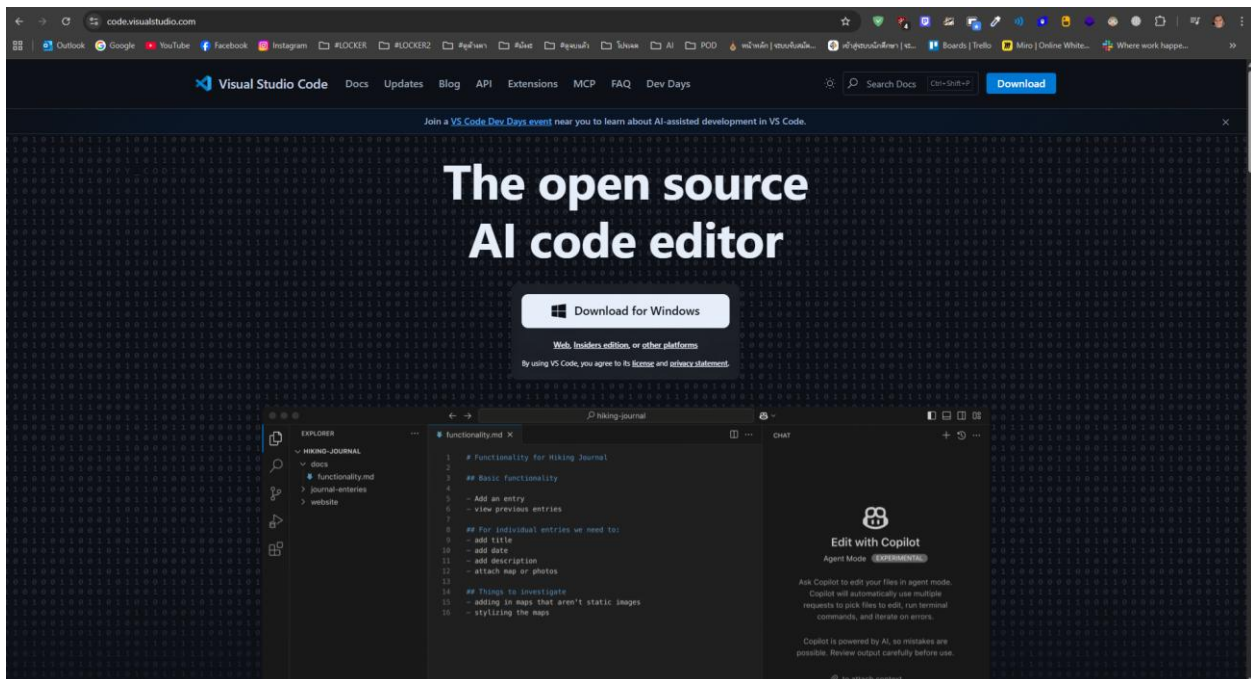 code.visualstudio.com
Outlook Google YouTube Facebook Instagram #LOCKER #LOCKER2 AI POD Boards | Trello Miro | Online White... Where work happe... »
Visual Studio Code Docs Updates Blog API Extensions MCP FAQ Dev Days Search Docs Ctrl+Shift+P Download
Join a VS Code Dev Days event near you to learn about AI-assisted development in VS Code.
The open source
AI code editor
Download for Windows
Web, Insiders edition, or other platforms
By using VS Code, you agree to its license and privacy statement.
hiking-journal
EXPLORER ... functionality.md × ... CHAT ...
HIKING-JOURNAL
docs
functionality.md
journal-enteries
website
1 # Functionality for Hiking Journal
2
3 ## Basic functionality
4
5 - Add an entry
6 - view previous entries
7
8 ## For individual entries we need to:
9 - add title
10 - add date
11 - add description
12 - attach map or photos
13
14 ## Things to investigate
15 - adding in maps that aren't static images
16 - stylizing the maps
Edit with Copilot
Agent Mode EXPERIMENTAL
Ask Copilot to edit your files in agent mode.
Copilot will automatically use multiple
requests to pick files to edit, run terminal
commands, and iterate on errors.
Copilot is powered by AI, so mistakes are
possible. Review output carefully before use.